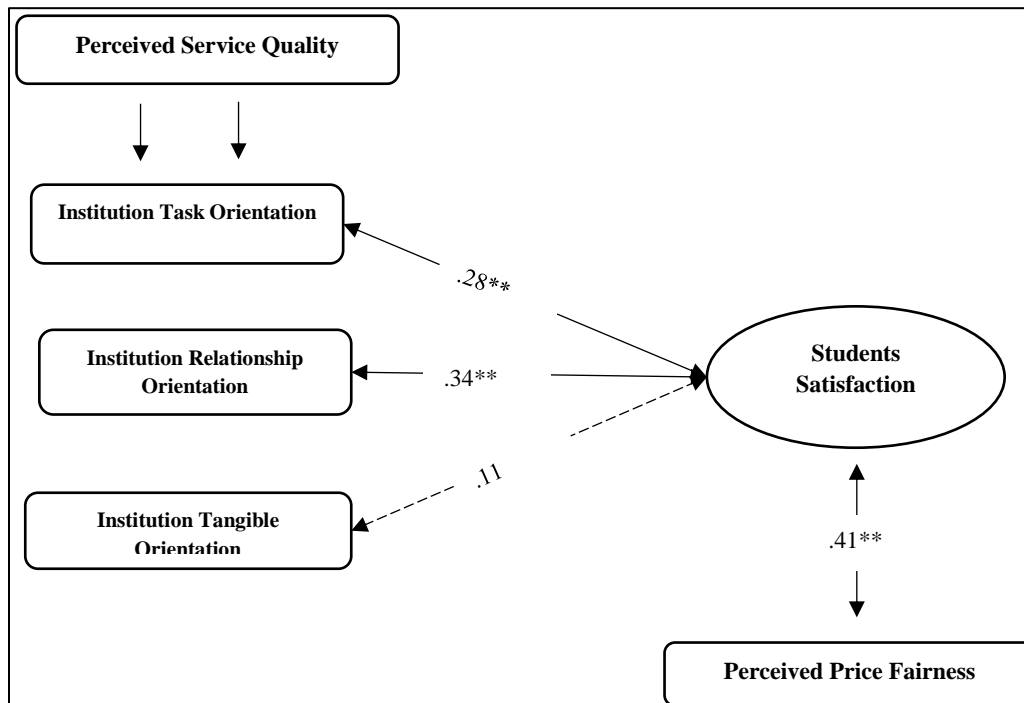 Perceived Service Quality
Institution Task Orientation
.28**
Institution Relationship
Orientation
.34**
Students
Satisfaction
.11
Institution Tangible
Orientation
.41**
Perceived Price Fairness